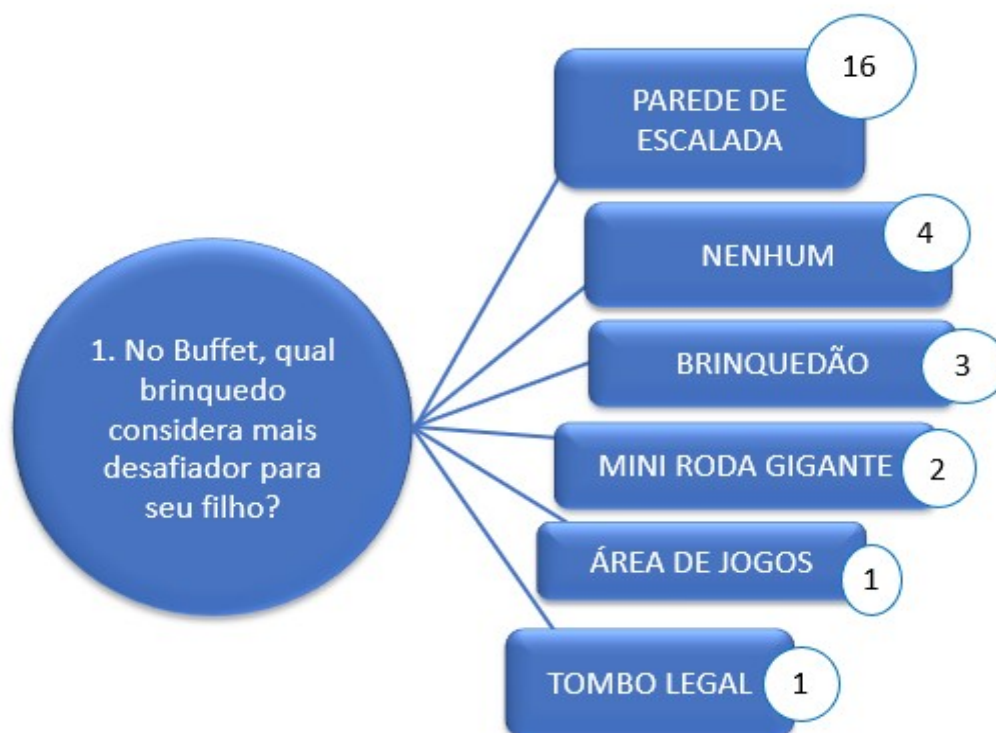 1. No Buffet, qual
brinquedo
considera mais
desafiador para
seu filho?
PAREDE DE
ESCALADA
16
NENHUM
4
BRINQUEDÃO
3
MINI RODA GIGANTE
2
ÁREA DE JOGOS
1
TOMBO LEGAL
1